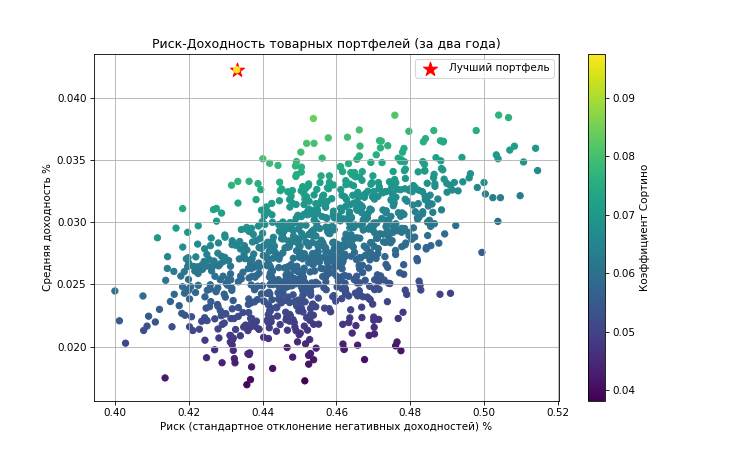 Риск-Доходность товарных портфелей (за два года)
Лучший портфель
Средняя доходность %
0.040
0.035
0.030
0.025
0.020
0.40 0.42 0.44 0.46 0.48 0.50 0.52
Риск (стандартное отклонение негативных доходностей) %
0.09
0.08
0.07
0.06
0.05
0.04
Коэффициент Сортино